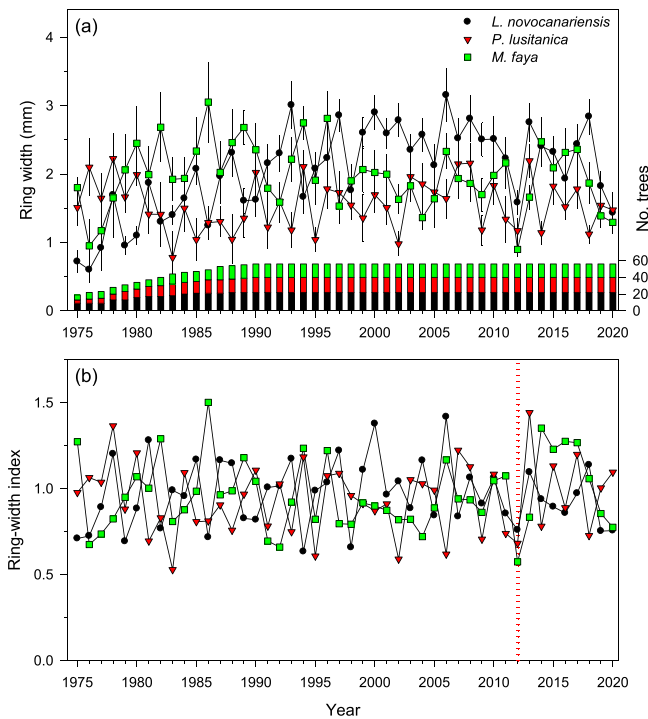 (a)
L. novocanariensis
P. lusitanica
M. faya
4
3
2
1
0
Ring width (mm)
No. trees
60
40
20
0
1975 1980 1985 1990 1995 2000 2005 2010 2015 2020
(b)
1.5
1.0
0.5
0.0
Ring-width index
1975 1980 1985 1990 1995 2000 2005 2010 2015 2020
Year